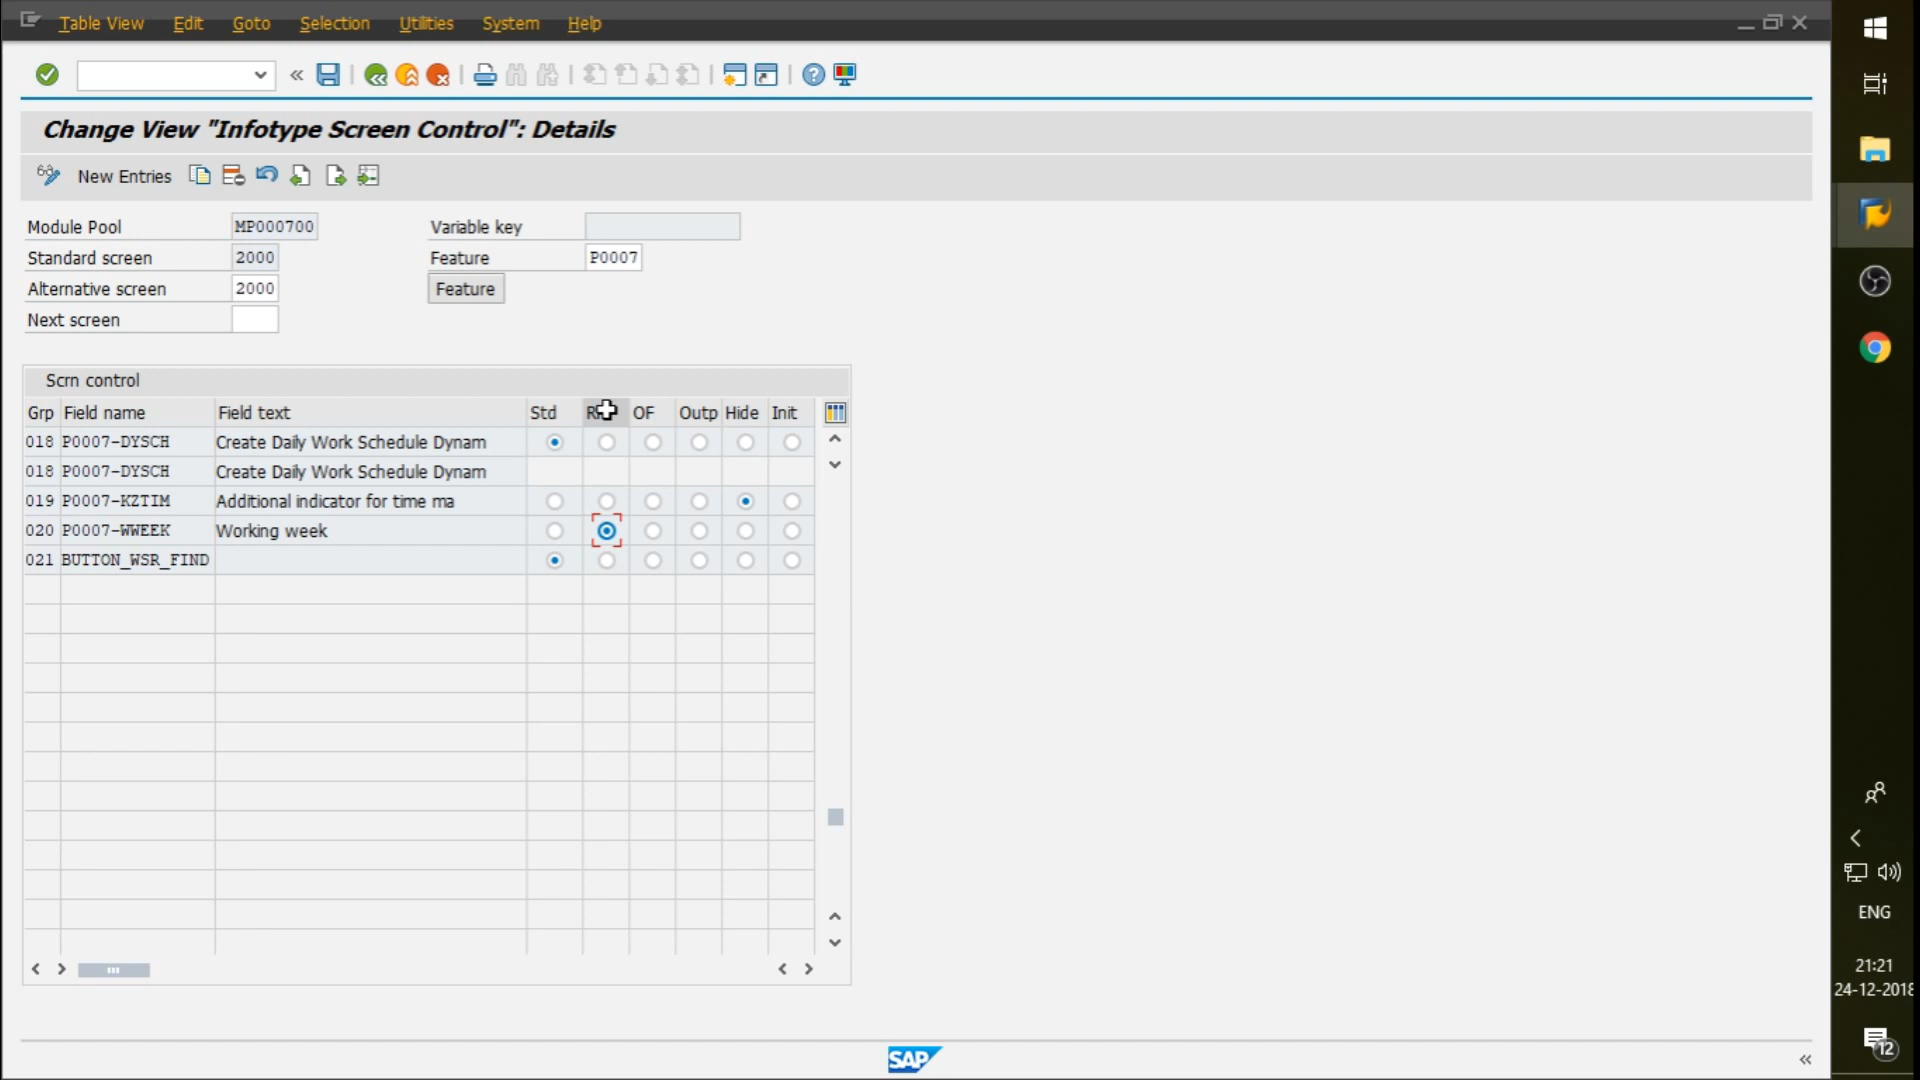 Table View Edit Goto Selection Utilities System Help
Change View "Infotype Screen Control": Details
New Entries
Module Pool MP000700 Variable key
Standard screen 2000 Feature P0007
Alternative screen 2000 Feature
Next screen
Scrn control
Grp Field name Field text Std OF Outp Hide Init
018 P0007-DYSCH Create Daily Work Schedule Dynam
018 P0007-DYSCH Create Daily Work Schedule Dynam
019 P0007-KZTIM Additional indicator for time ma
020 P0007-WWEEK Working week
021 BUTTON_WSR_FIND
ENG
21:21
24-12-2018
12
SAP